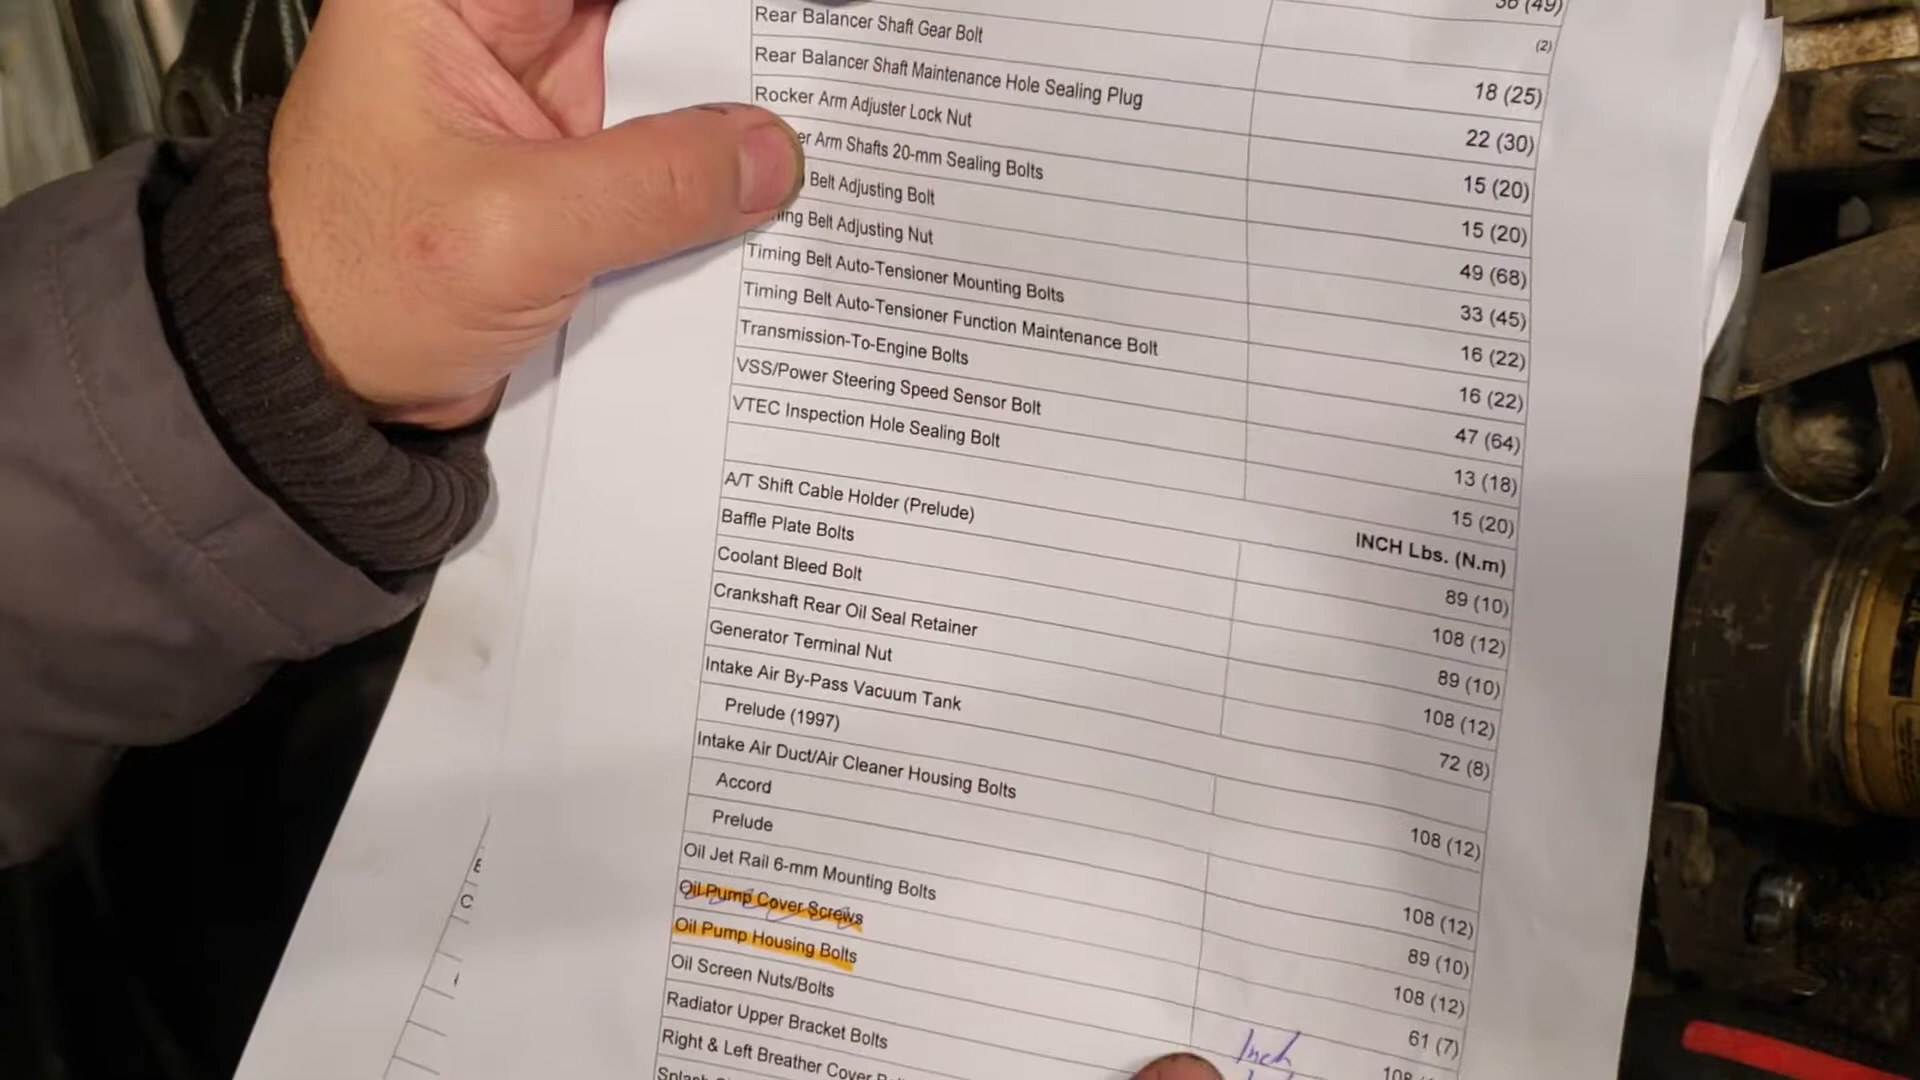 (49)
(2)
Rear Balancer Shaft Gear Bolt 18 (25)
Rear Balancer Shaft Maintenance Hole Sealing Plug 22 (30)
Rocker Arm Adjuster Lock Nut 15 (20)
er Arm Shafts 20-mm Sealing Bolts 15 (20)
Belt Adjusting Bolt 49 (68)
ing Belt Adjusting Nut 33 (45)
Timing Belt Auto-Tensioner Mounting Bolts 16 (22)
Timing Belt Auto-Tensioner Function Maintenance Bolt 16 (22)
Transmission-To-Engine Bolts 47 (64)
VSS/Power Steering Speed Sensor Bolt 13 (18)
VTEC Inspection Hole Sealing Bolt 15 (20)
INCH Lbs. (N.m)
A/T Shift Cable Holder (Prelude) 89 (10)
Baffle Plate Bolts 108 (12)
Coolant Bleed Bolt 89 (10)
Crankshaft Rear Oil Seal Retainer 108 (12)
Generator Terminal Nut 72 (8)
Intake Air By-Pass Vacuum Tank
Prelude (1997) 108 (12)
Intake Air Duct/Air Cleaner Housing Bolts
Accord 108 (12)
Prelude 89 (10)
Oil Jet Rail 6-mm Mounting Bolts 108 (12)
Oil Pump Cover Screws 61 (7)
Oil Pump Housing Bolts Inch 108
Oil Screen Nuts/Bolts
Radiator Upper Bracket Bolts
Right & Left Breather Cover